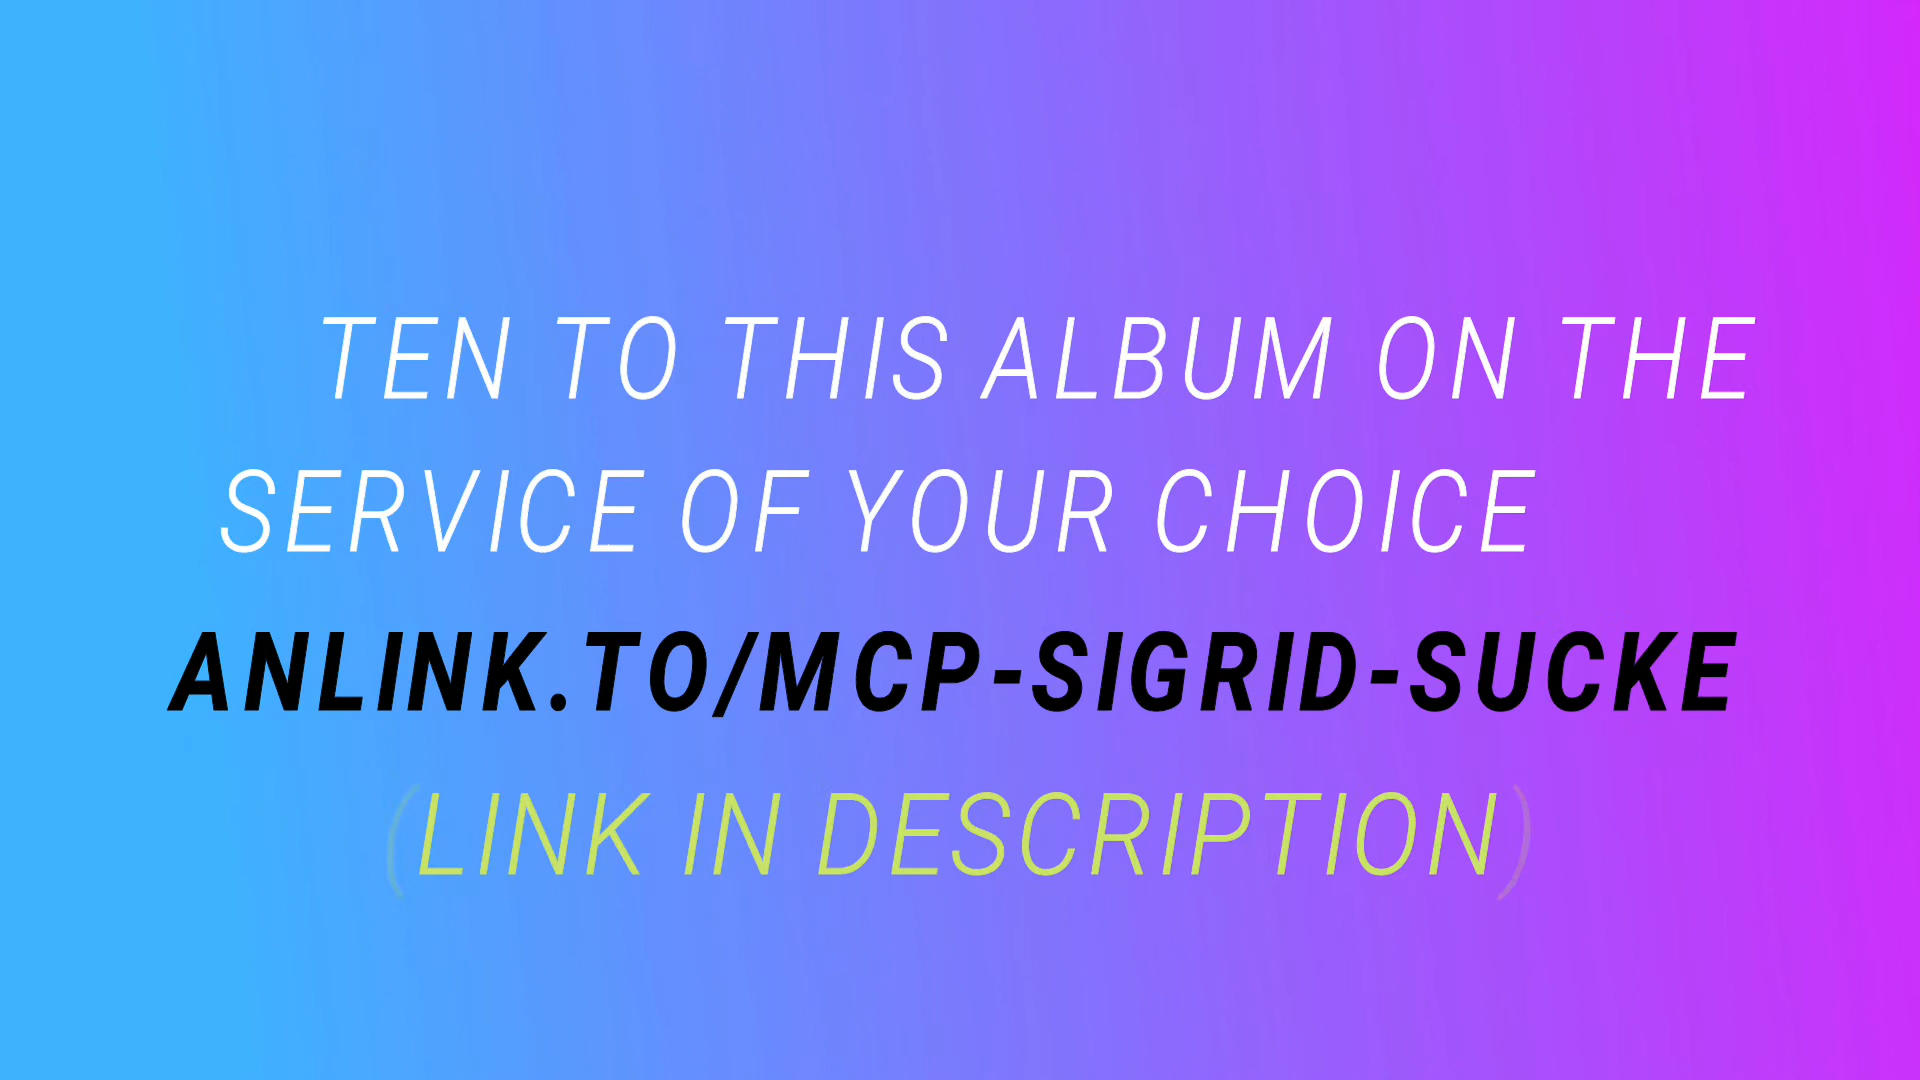 TEN TO THIS ALBUM ON THE
SERVICE OF YOUR CHOICE
ANLINK.TO/MCP-SIGRID-SUCKE
(LINK IN DESCRIPTION)